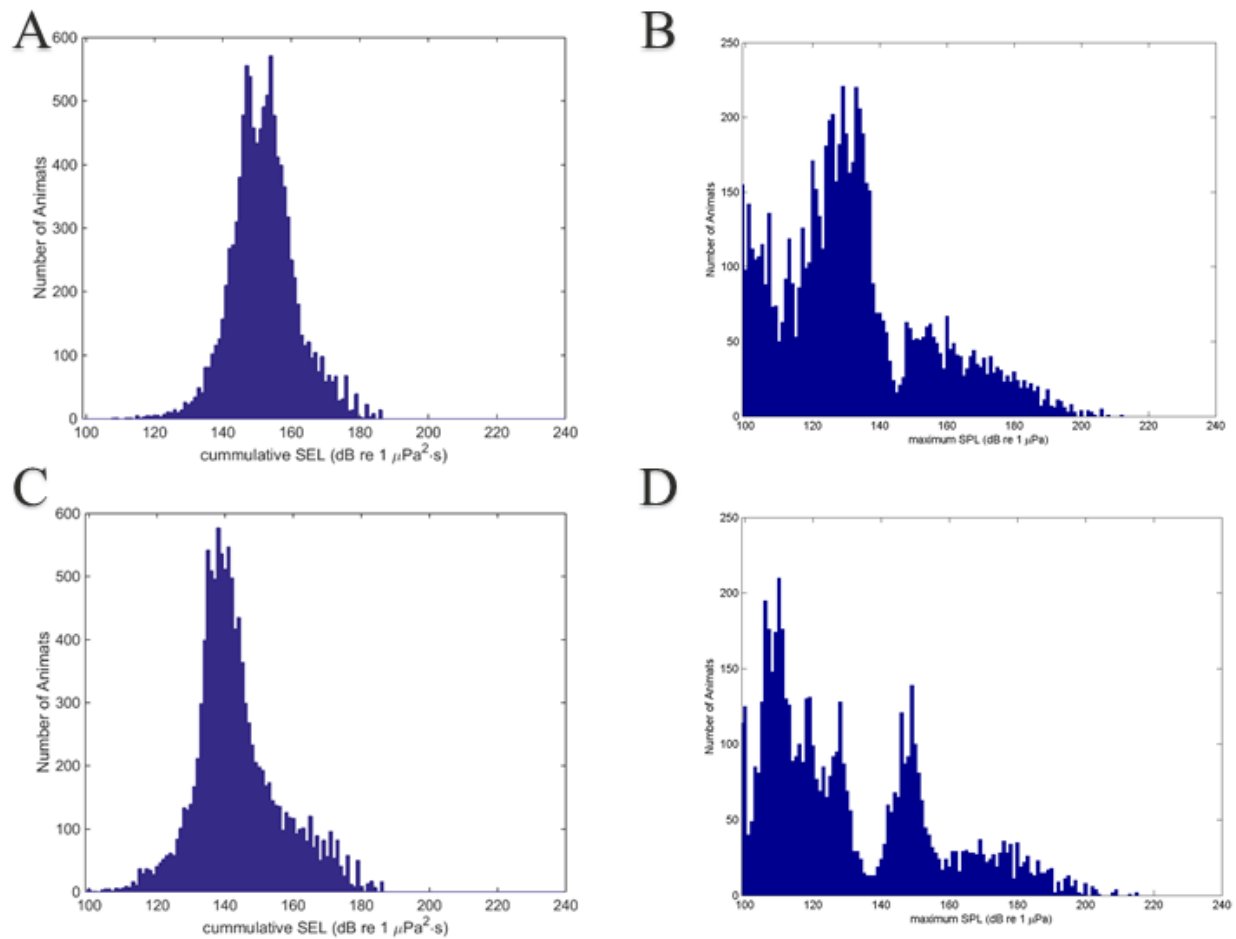 A
600
500
400
300
200
100
0
Number of Animats
100 120 140 160 180 200 220 240
cummulative SEL (dB re 1 μPa²·s)
B
250
200
150
100
50
0
Number of Animats
100 120 140 160 180 200 220 240
maximum SPL (dB re 1 μPa)
C
600
500
400
300
200
100
0
Number of Animats
100 120 140 160 180 200 220 240
cummulative SEL (dB re 1 μPa²·s)
D
250
200
150
100
50
0
Number of Animats
100 120 140 160 180 200 220 240
maximum SPL (dB re 1 μPa)